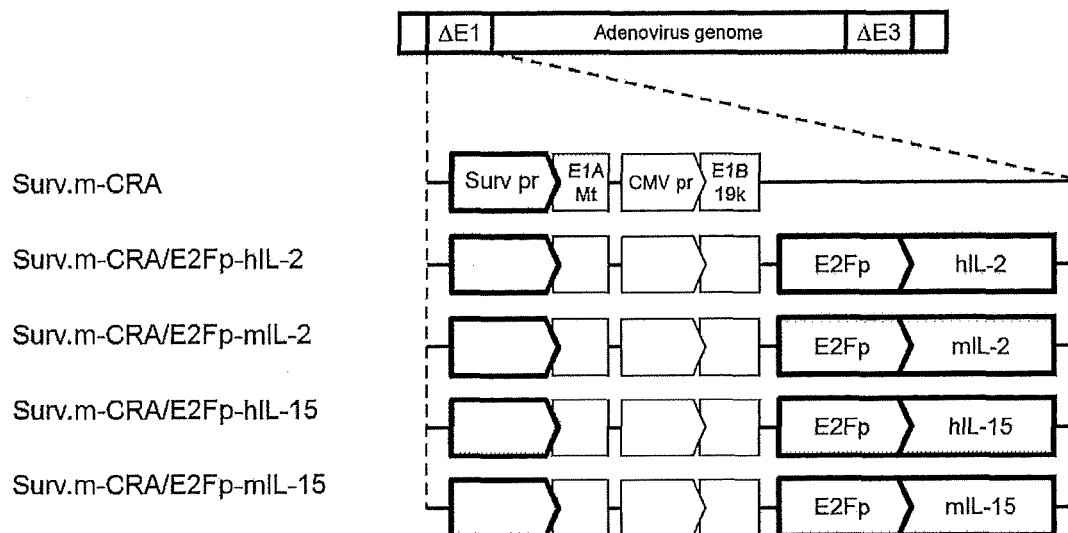 ΔE1 Adenovirus genome ΔE3
Surv.m-CRA
Surv pr
E1A
Mt
CMV pr
E1B
19k
Surv.m-CRA/E2Fp-hIL-2
E2Fp hIL-2
Surv.m-CRA/E2Fp-mIL-2
E2Fp mIL-2
Surv.m-CRA/E2Fp-hIL-15
E2Fp hIL-15
Surv.m-CRA/E2Fp-mIL-15
E2Fp mIL-15